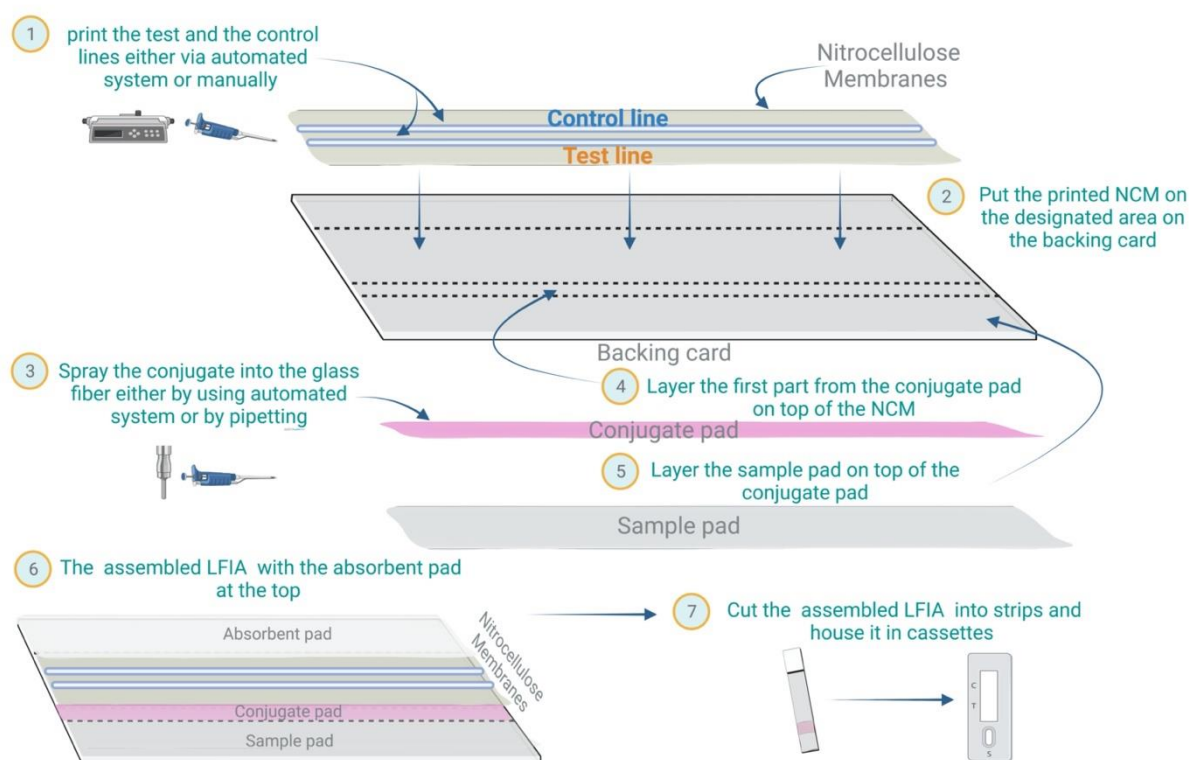 1
print the test and the control
lines either via automated
system or manually
Nitrocellulose
Membranes
Control line
Test line
2
Put the printed NCM on
the designated area on
the backing card
Backing card
3
Spray the conjugate into the glass
fiber either by using automated
system or by pipetting
4
Layer the first part from the conjugate pad
on top of the NCM
Conjugate pad
5
Layer the sample pad on top of the
conjugate pad
Sample pad
6
The assembled LFIA with the absorbent pad
at the top
Absorbent pad
Nitrocellulose
Membranes
Conjugate pad
Sample pad
7
Cut the assembled LFIA into strips and
house it in cassettes
C
T
S